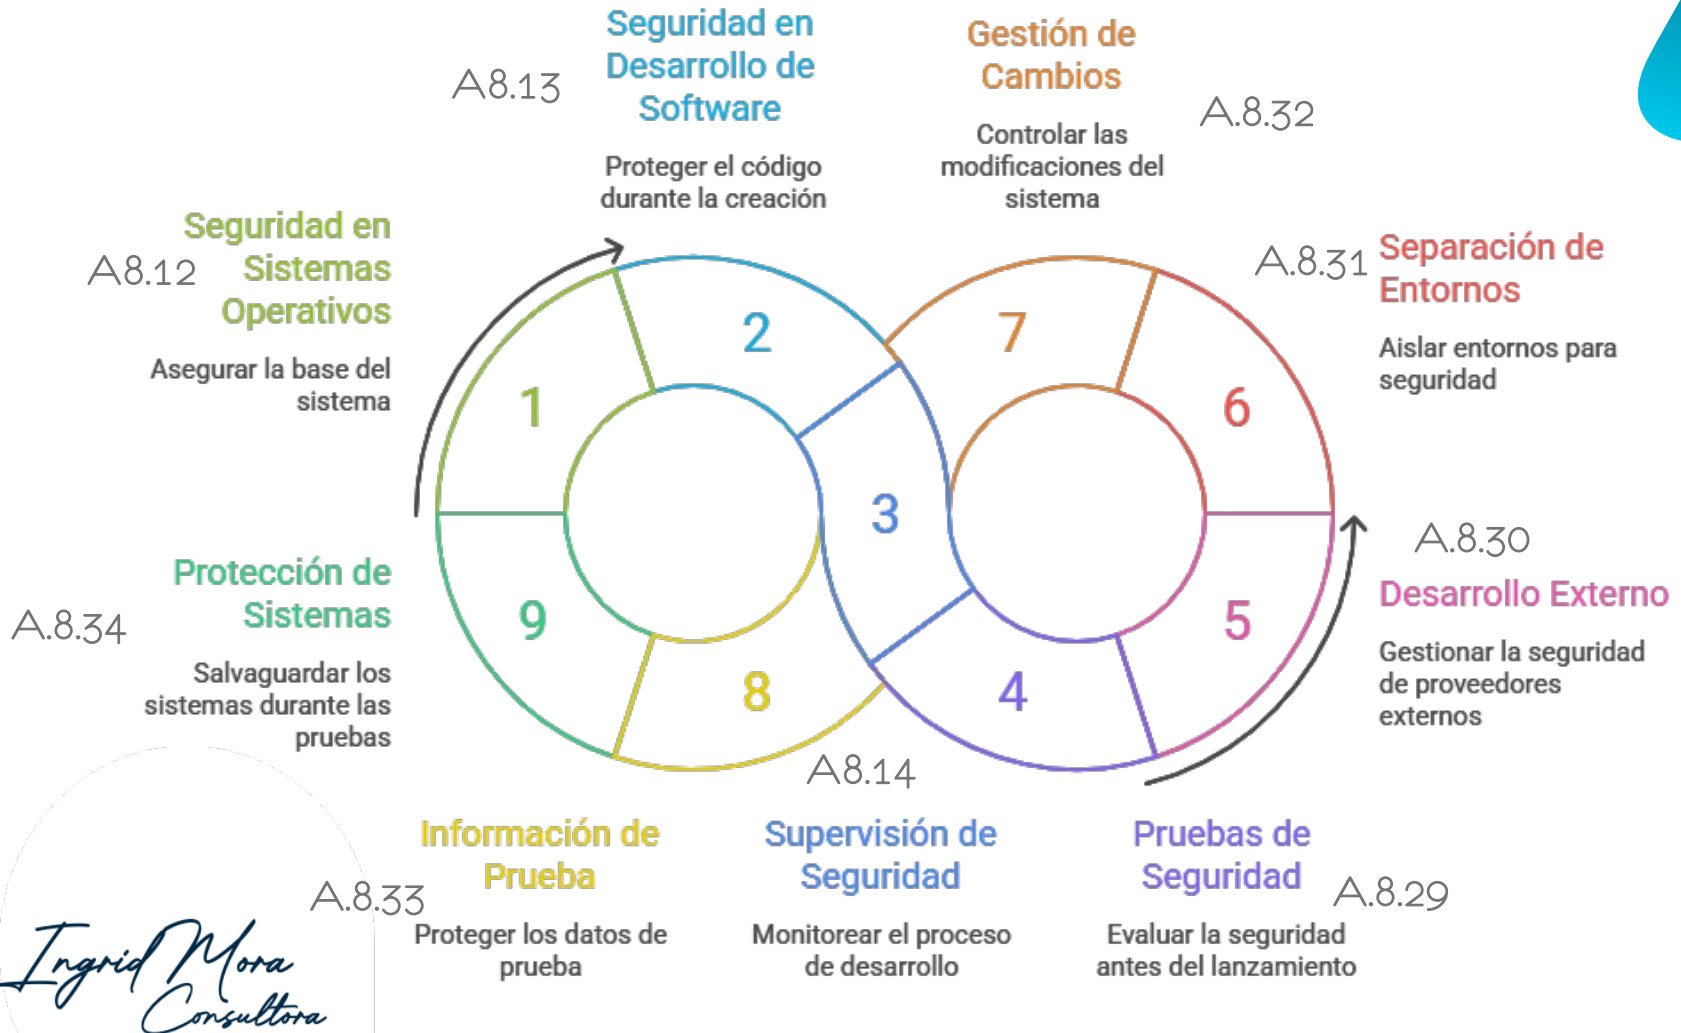 Seguridad en
Desarrollo de
Software
A8.13
Proteger el código
durante la creación
Gestión de
Cambios
A.8.32
Controlar las
modificaciones del
sistema
Seguridad en
Sistemas
Operativos
A8.12
Asegurar la base del
sistema
A.8.31
Separación de
Entornos
Aislar entornos para
seguridad
1
2
3
4
5
6
7
8
9
A.8.30
Desarrollo Externo
Gestionar la seguridad
de proveedores
externos
Protección de
Sistemas
A.8.34
Salvaguardar los
sistemas durante las
pruebas
Información de
Prueba
A.8.33
Proteger los datos de
prueba
A8.14
Supervisión de
Seguridad
Monitorear el proceso
de desarrollo
Pruebas de
Seguridad
A.8.29
Evaluar la seguridad
antes del lanzamiento
Ingrid Mora
Consultora